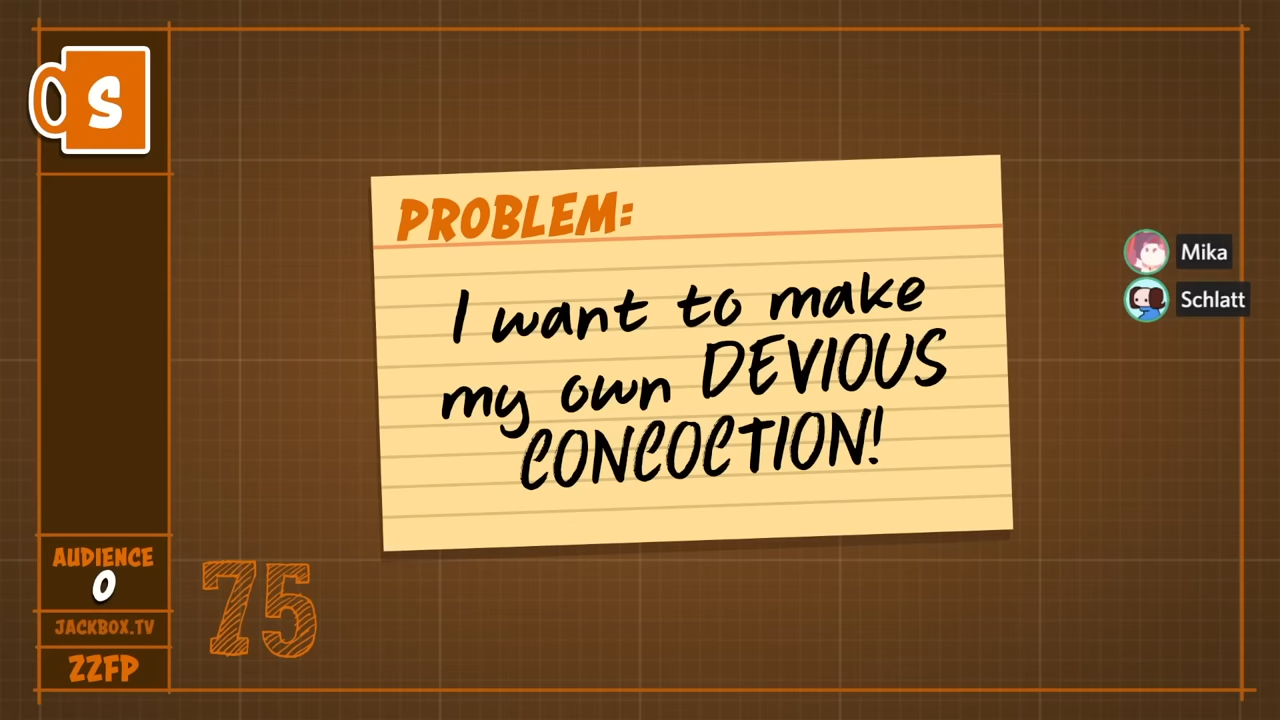 S
PROBLEM:
I want to make
my own DEVIOUS
CONCOCTION!
Mika
Schlatt
AUDIENCE
0
JACKBOX.TV
ZZFP
75